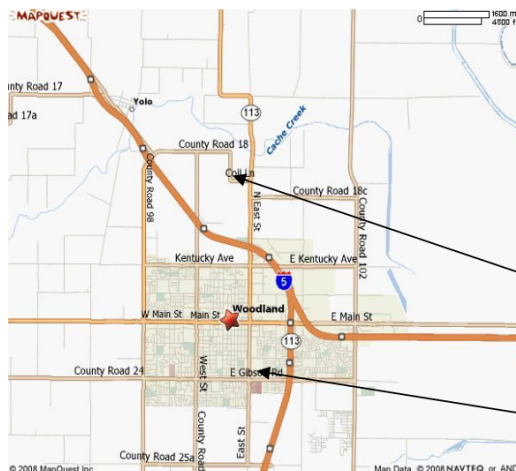 MAPQUEST
1600 m
0
4800 ft
County Road 17
Yolo
ad 17a
113
Cache Creek
County Road 18
Coil Ln
County Road 18c
County Road 98
N East St
County Road 102
Kentucky Ave
E Kentucky Ave
5
Woodland
W Main St
Main St
E Main St
113
County Road 24
West St
E Gibson Rd
County Road
East St
County Road 25a
© 2008 MapQuest Inc.
Map Data © 2008 NAVTEQ or AND